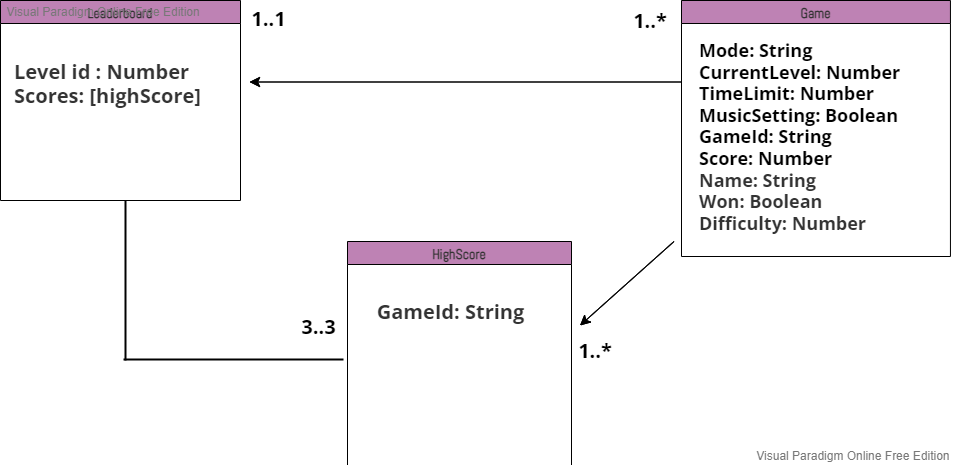 Visual Paradigm Online Free Edition
Leaderboard
1..1
1..*
Game
Level id : Number
Scores: [highScore]
Mode: String
CurrentLevel: Number
TimeLimit: Number
MusicSetting: Boolean
GameId: String
Score: Number
Name: String
Won: Boolean
Difficulty: Number
HighScore
GameId: String
3..3
1..*
Visual Paradigm Online Free Edition